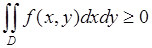 ∬_D f(x, y)dxdy ≥ 0